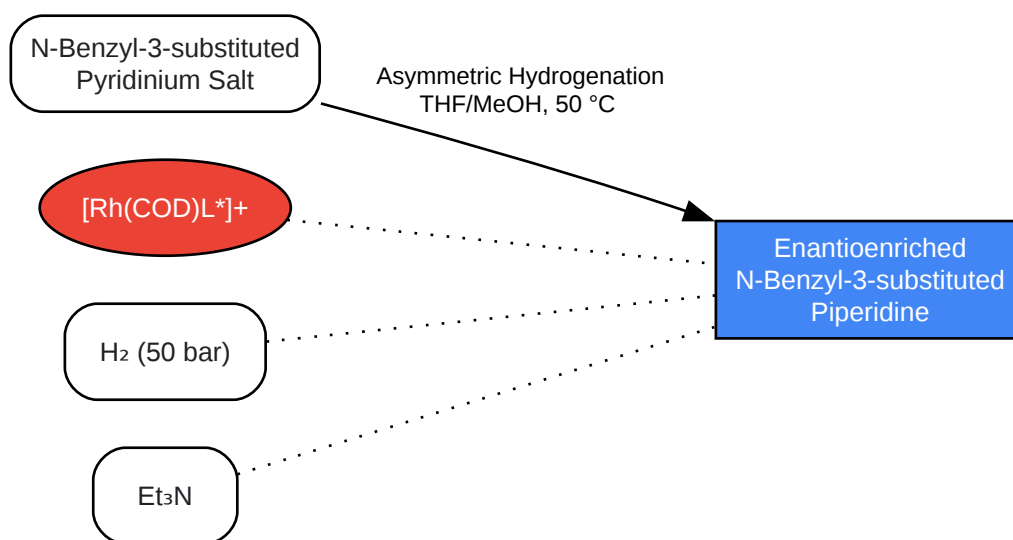 N-Benzyl-3-substituted
Pyridinium Salt
Asymmetric Hydrogenation
THF/MeOH, 50 °C
[Rh(COD)L*]+
Enantioenriched
N-Benzyl-3-substituted
Piperidine
H₂ (50 bar)
Et₃N